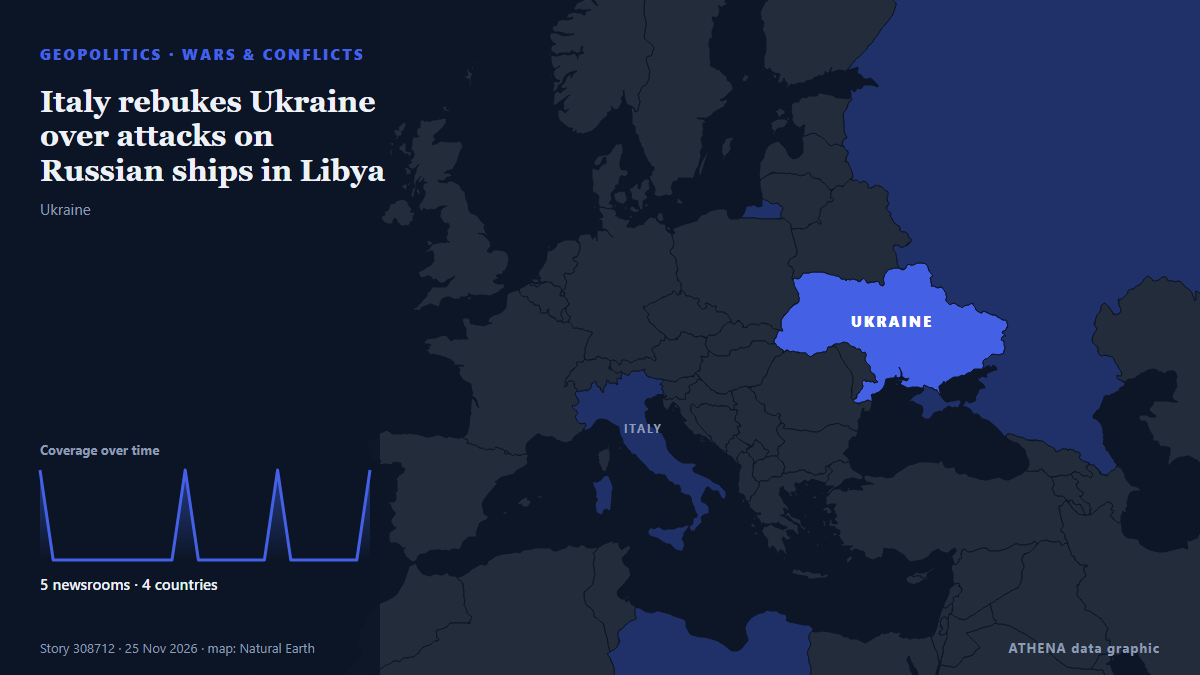 GEOPOLITICS · WARS & CONFLICTS
Italy rebukes Ukraine
over attacks on
Russian ships in Libya
Ukraine
UKRAINE
ITALY
Coverage over time
5 newsrooms · 4 countries
Story 308712 · 25 Nov 2026 · map: Natural Earth
ATHENA data graphic